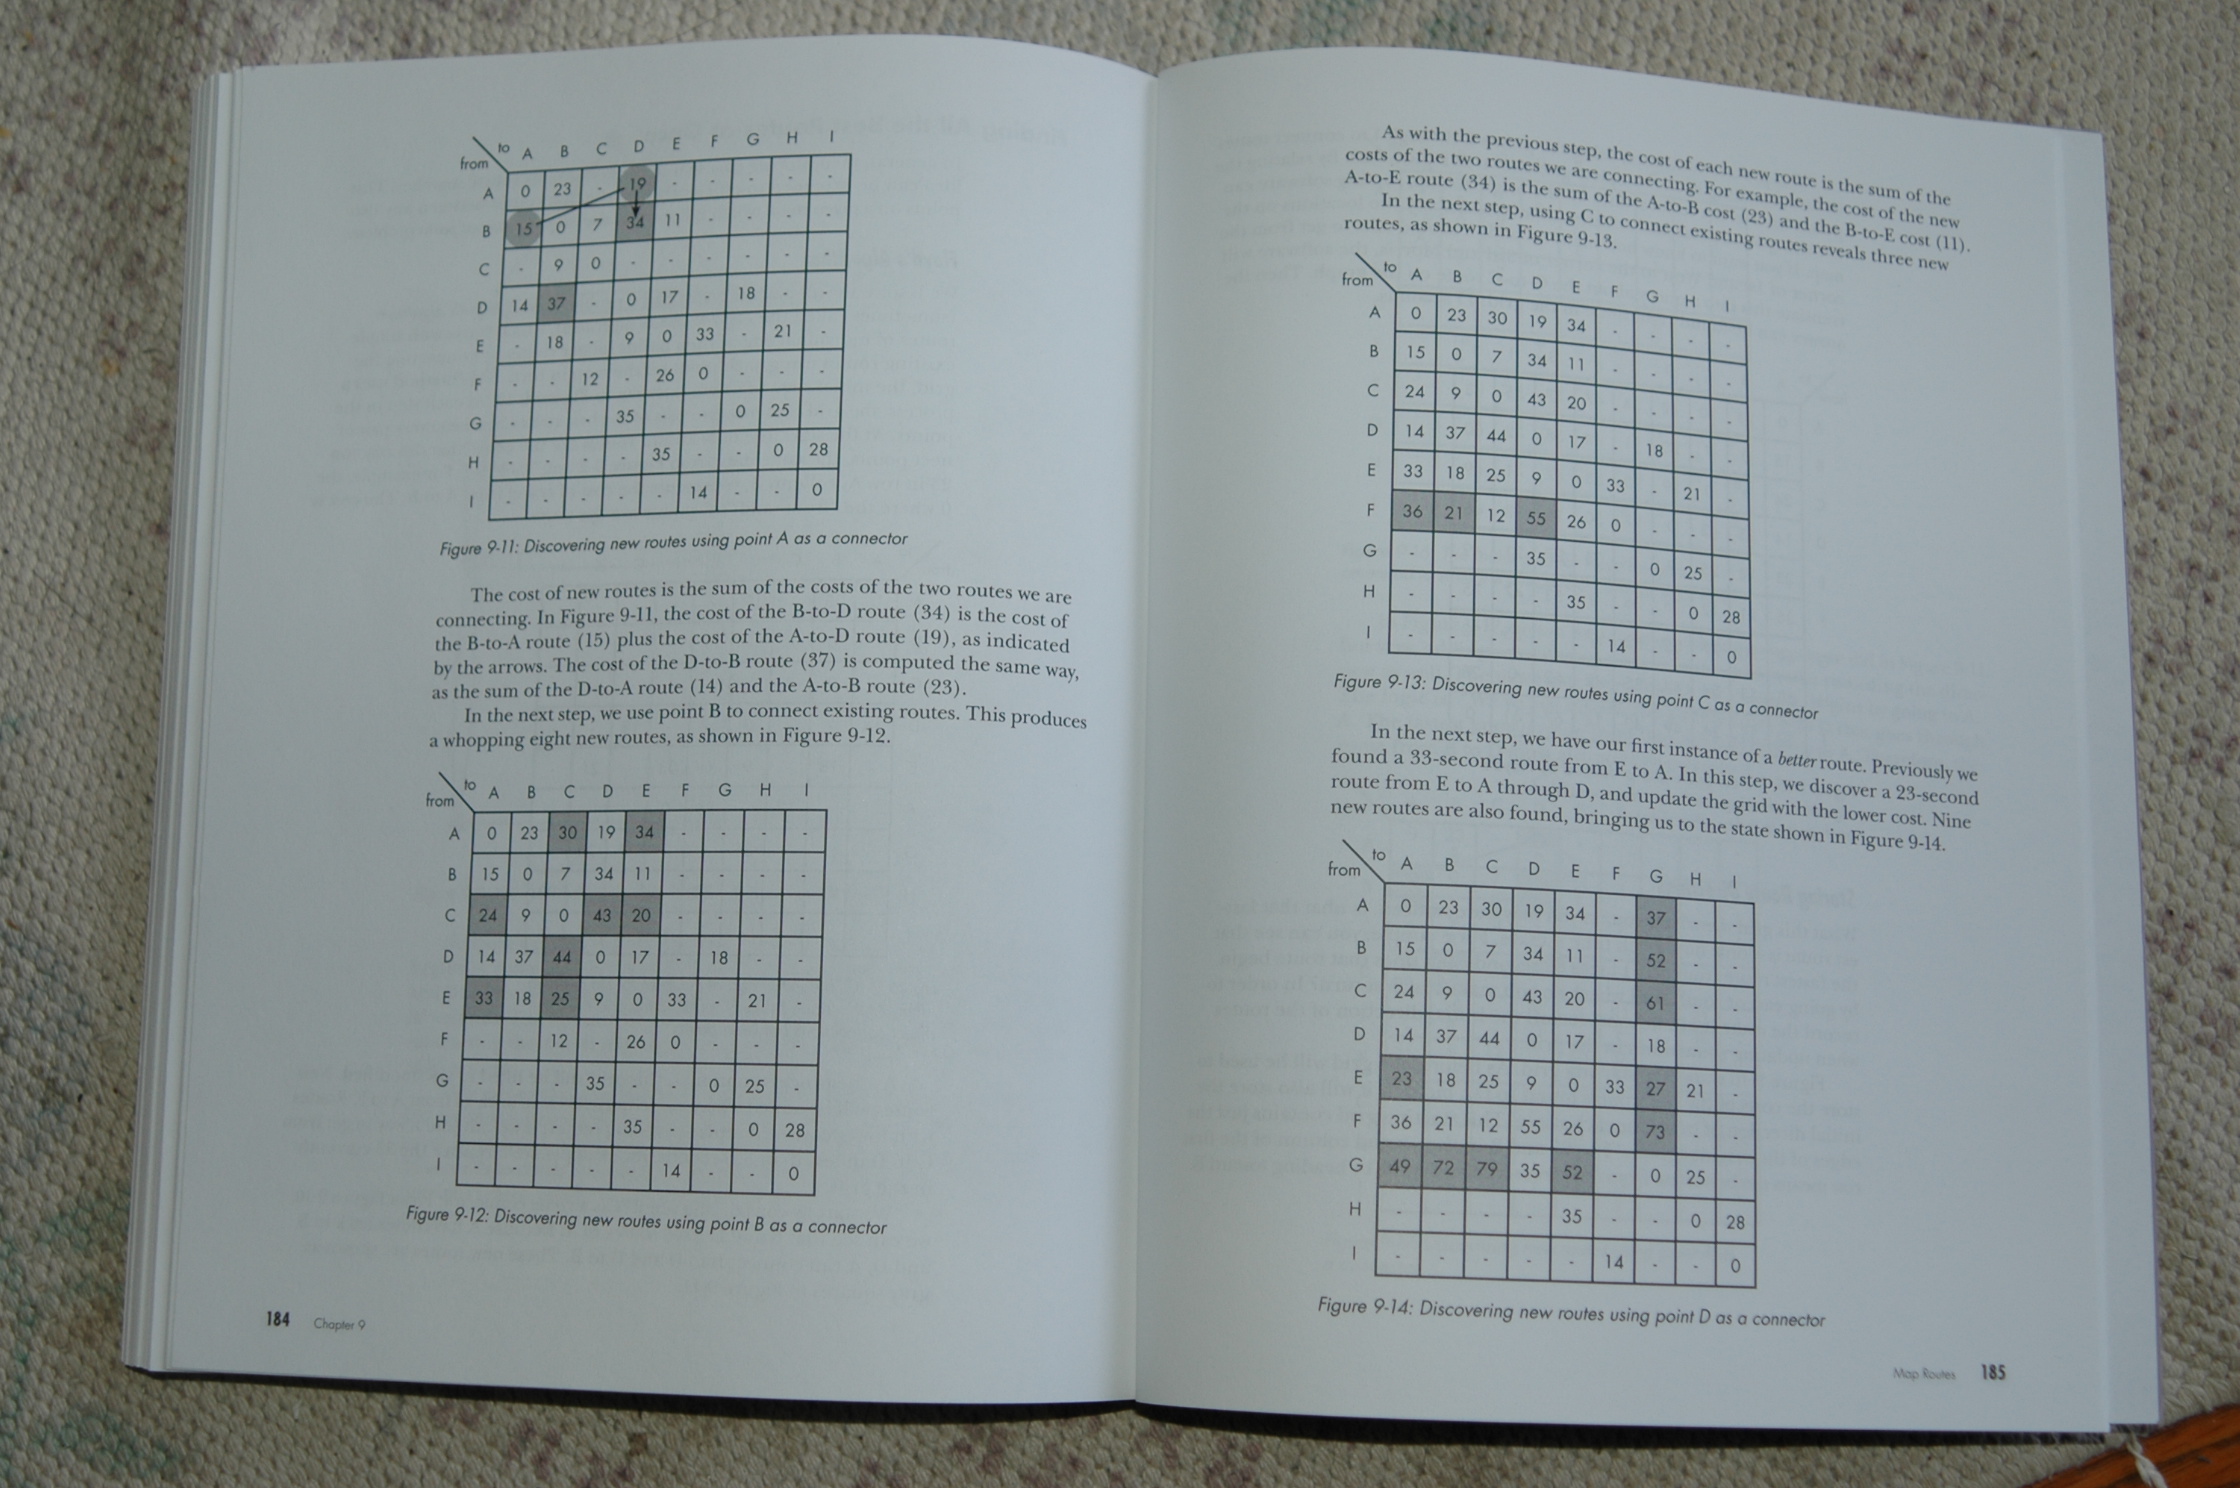 to A B C D E F G H I
from
A 0 23 - 19 - - - - -
B 15 0 7 34 11 - - - -
C - 9 0 - - - - - -
D 14 37 - 0 17 - 18 - -
E - 18 - 9 0 33 - 21 -
F - - 12 - 26 0 - - -
G - - - 35 - - 0 25 -
H - - - - 35 - - 0 28
I - - - - - 14 - - 0
Figure 9-11: Discovering new routes using point A as a connector
The cost of new routes is the sum of the costs of the two routes we are
connecting. In Figure 9-11, the cost of the B-to-D route (34) is the cost of
the B-to-A route (15) plus the cost of the A-to-D route (19), as indicated
by the arrows. The cost of the D-to-B route (37) is computed the same way,
as the sum of the D-to-A route (14) and the A-to-B route (23).
In the next step, we use point B to connect existing routes. This produces
a whopping eight new routes, as shown in Figure 9-12.
to A B C D E F G H I
from
A 0 23 30 19 34 - - - -
B 15 0 7 34 11 - - - -
C 24 9 0 43 20 - - - -
D 14 37 44 0 17 - 18 - -
E 33 18 25 9 0 33 - 21 -
F - - 12 - 26 0 - - -
G - - - 35 - - 0 25 -
H - - - - 35 - - 0 28
I - - - - - 14 - - 0
Figure 9-12: Discovering new routes using point B as a connector
184 Chapter 9
As with the previous step, the cost of each new route is the sum of the
costs of the two routes we are connecting. For example, the cost of the new
A-to-E route (34) is the sum of the A-to-B cost (23) and the B-to-E cost (11).
In the next step, using C to connect existing routes reveals three new
routes, as shown in Figure 9-13.
to A B C D E F G H I
from
A 0 23 30 19 34 - - - -
B 15 0 7 34 11 - - - -
C 24 9 0 43 20 - - - -
D 14 37 44 0 17 - 18 - -
E 33 18 25 9 0 33 - 21 -
F 36 21 12 55 26 0 - - -
G - - - 35 - - 0 25 -
H - - - - 35 - - 0 28
I - - - - - 14 - - 0
Figure 9-13: Discovering new routes using point C as a connector
In the next step, we have our first instance of a better route. Previously we
found a 33-second route from E to A. In this step, we discover a 23-second
route from E to A through D, and update the grid with the lower cost. Nine
new routes are also found, bringing us to the state shown in Figure 9-14.
to A B C D E F G H I
from
A 0 23 30 19 34 - 37 - -
B 15 0 7 34 11 - 52 - -
C 24 9 0 43 20 - 61 - -
D 14 37 44 0 17 - 18 - -
E 23 18 25 9 0 33 27 21 -
F 36 21 12 55 26 0 73 - -
G 49 72 79 35 52 - 0 25 -
H - - - - 35 - - 0 28
I - - - - - 14 - - 0
Figure 9-14: Discovering new routes using point D as a connector
Map Routes 185